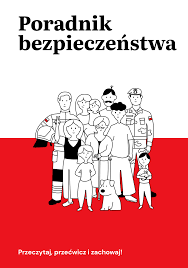 Poradnik
bezpieczeństwa
Przeczytaj, przećwicz i zachowaj!